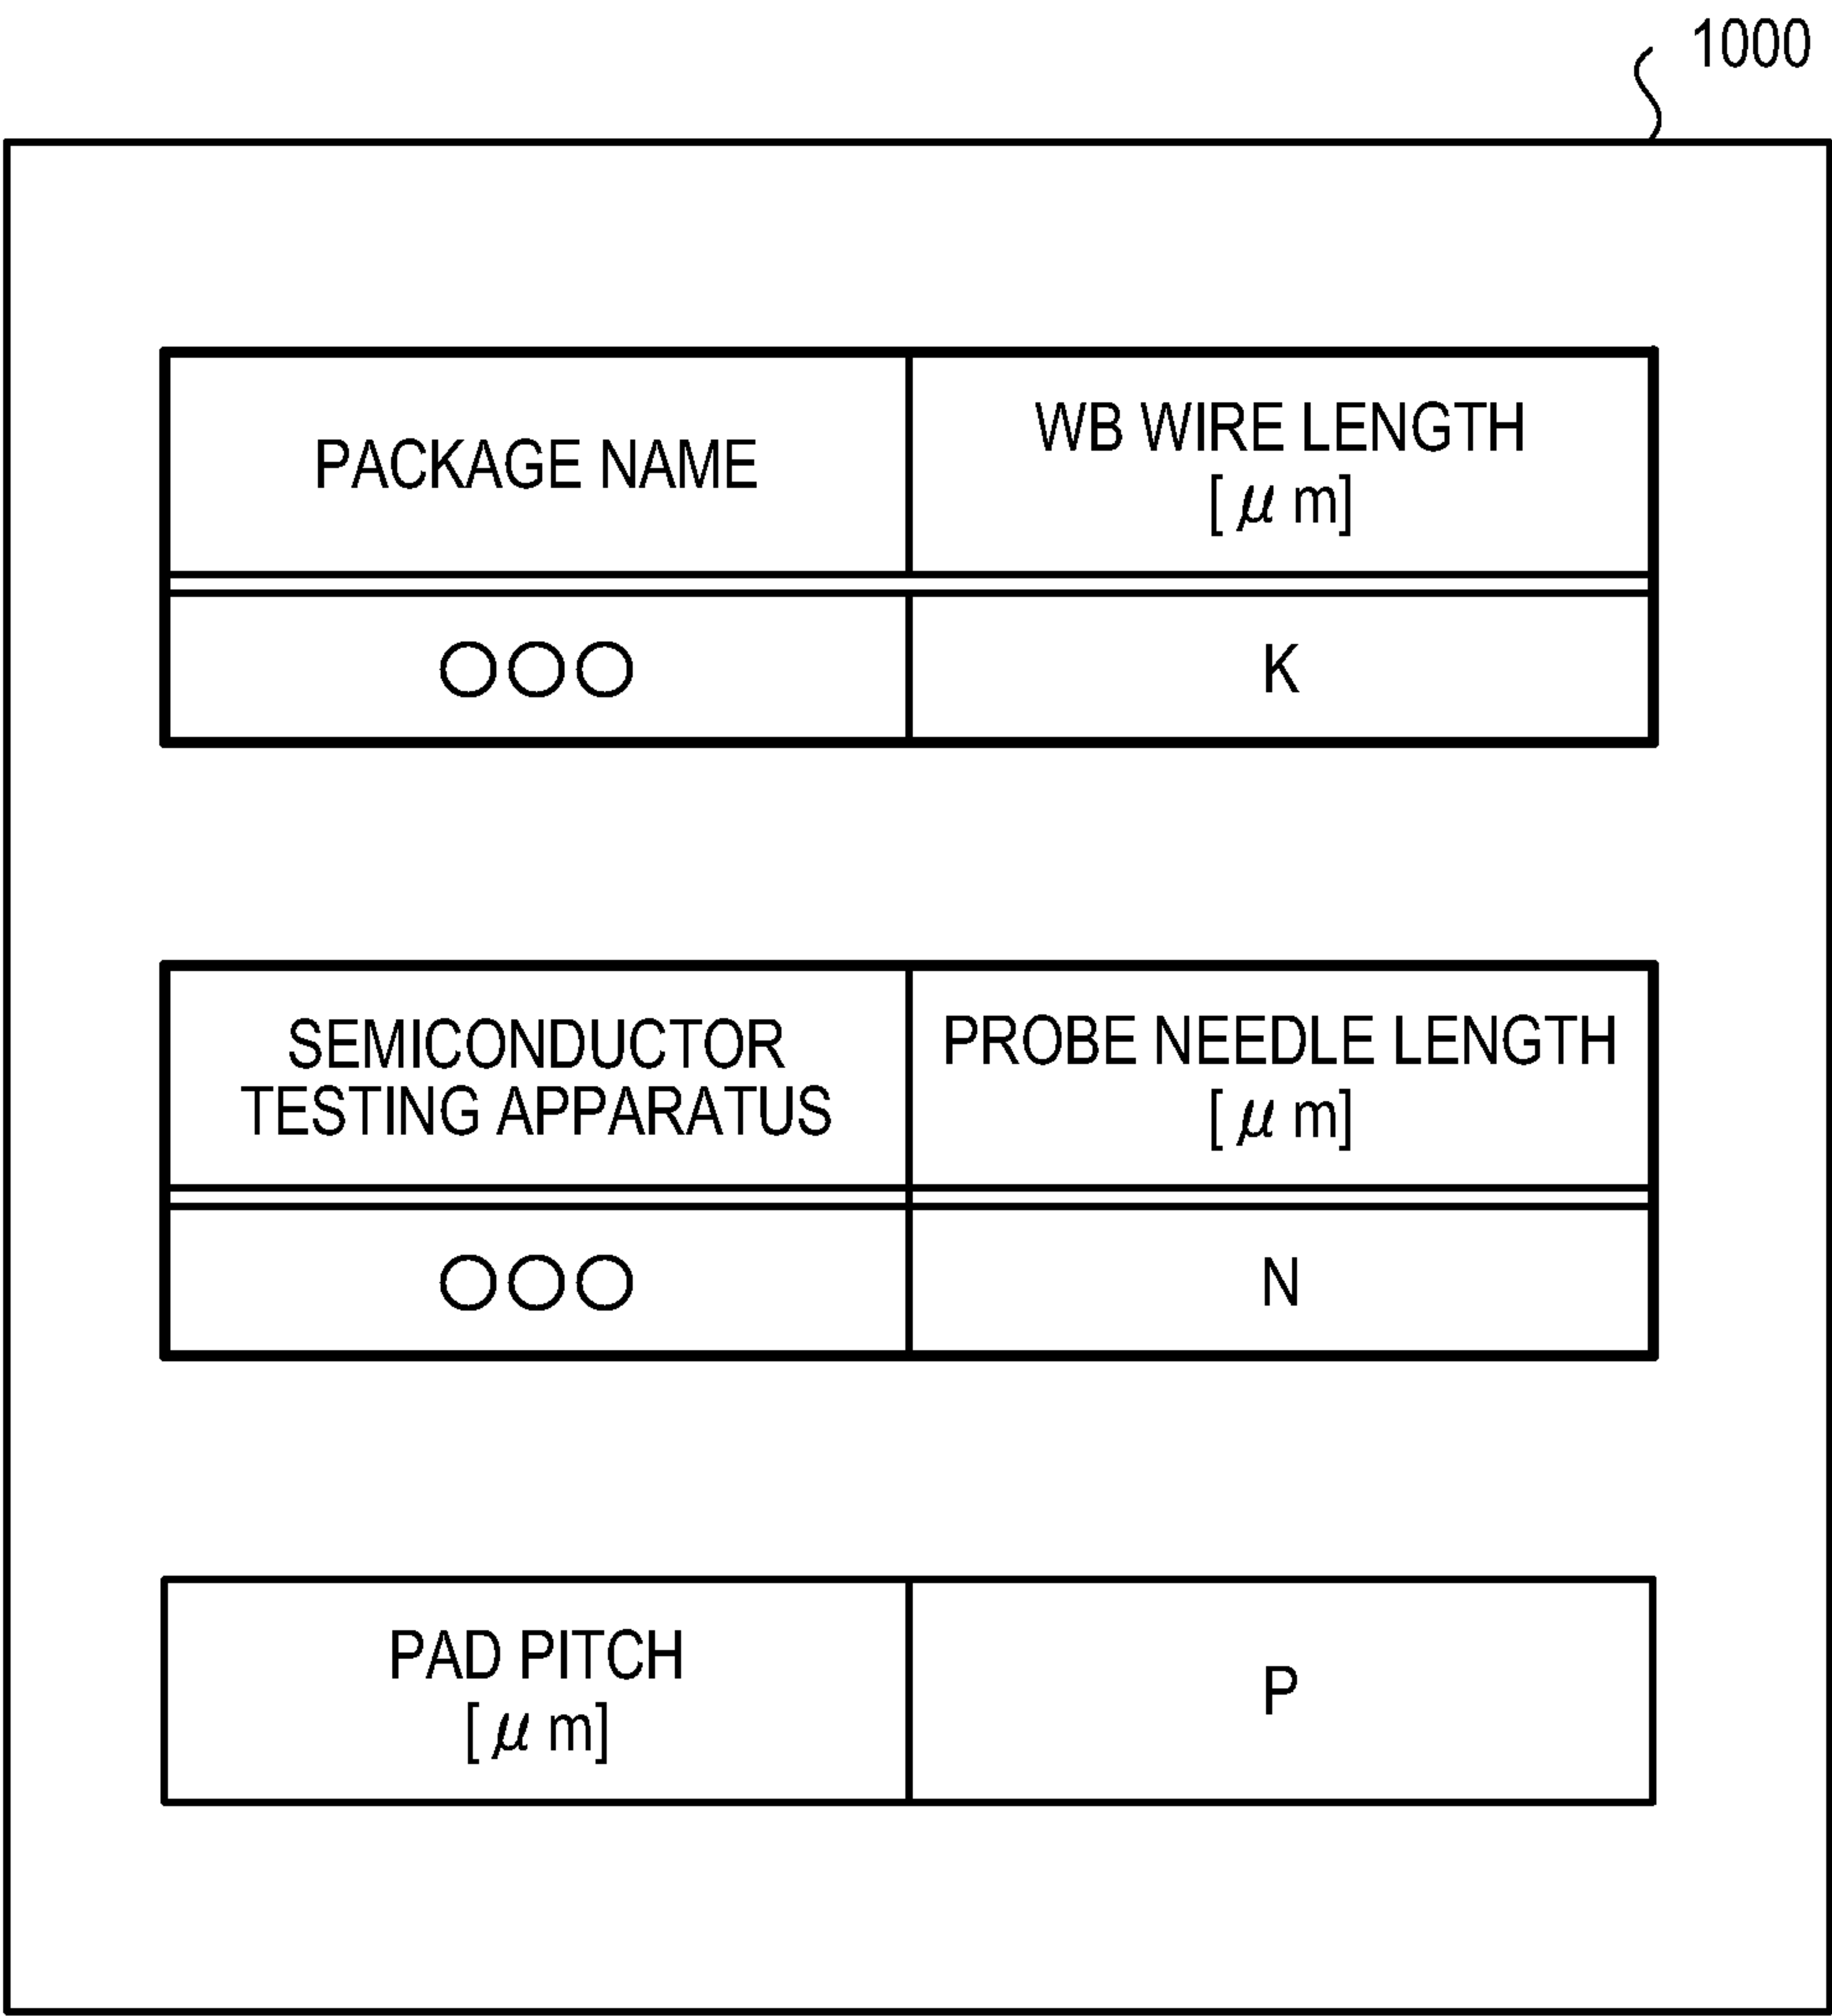 1000
PACKAGE NAME
WB WIRE LENGTH
[μm]
○○○
K
SEMICONDUCTOR
TESTING APPARATUS
PROBE NEEDLE LENGTH
[μm]
○○○
N
PAD PITCH
[μm]
P